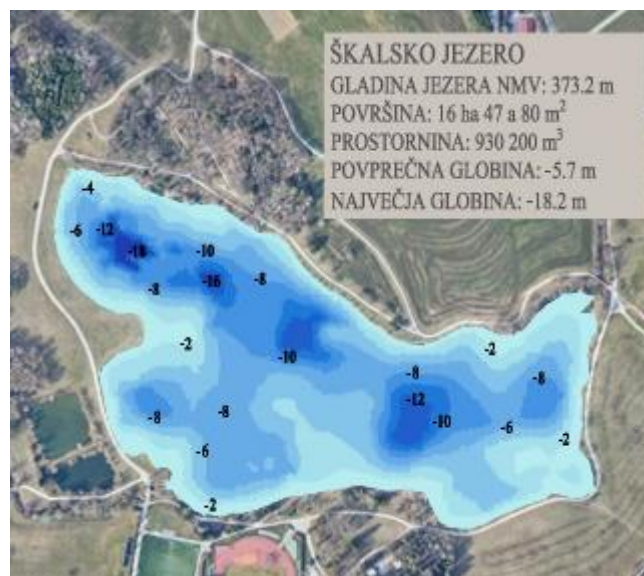 ŠKALSKO JEZERO
GLADINA JEZERA NMV: 373.2 m
POVRŠINA: 16 ha 47 a 80 m²
PROSTORNINA: 930 200 m³
POVPREČNA GLOBINA: -5.7 m
NAJVEČJA GLOBINA: -18.2 m
-4
-6 -12
-18 -10
-8 -16 -8
-2 -10 -2
-8 -8
-12
-8 -8 -10
-6 -6 -2
-2